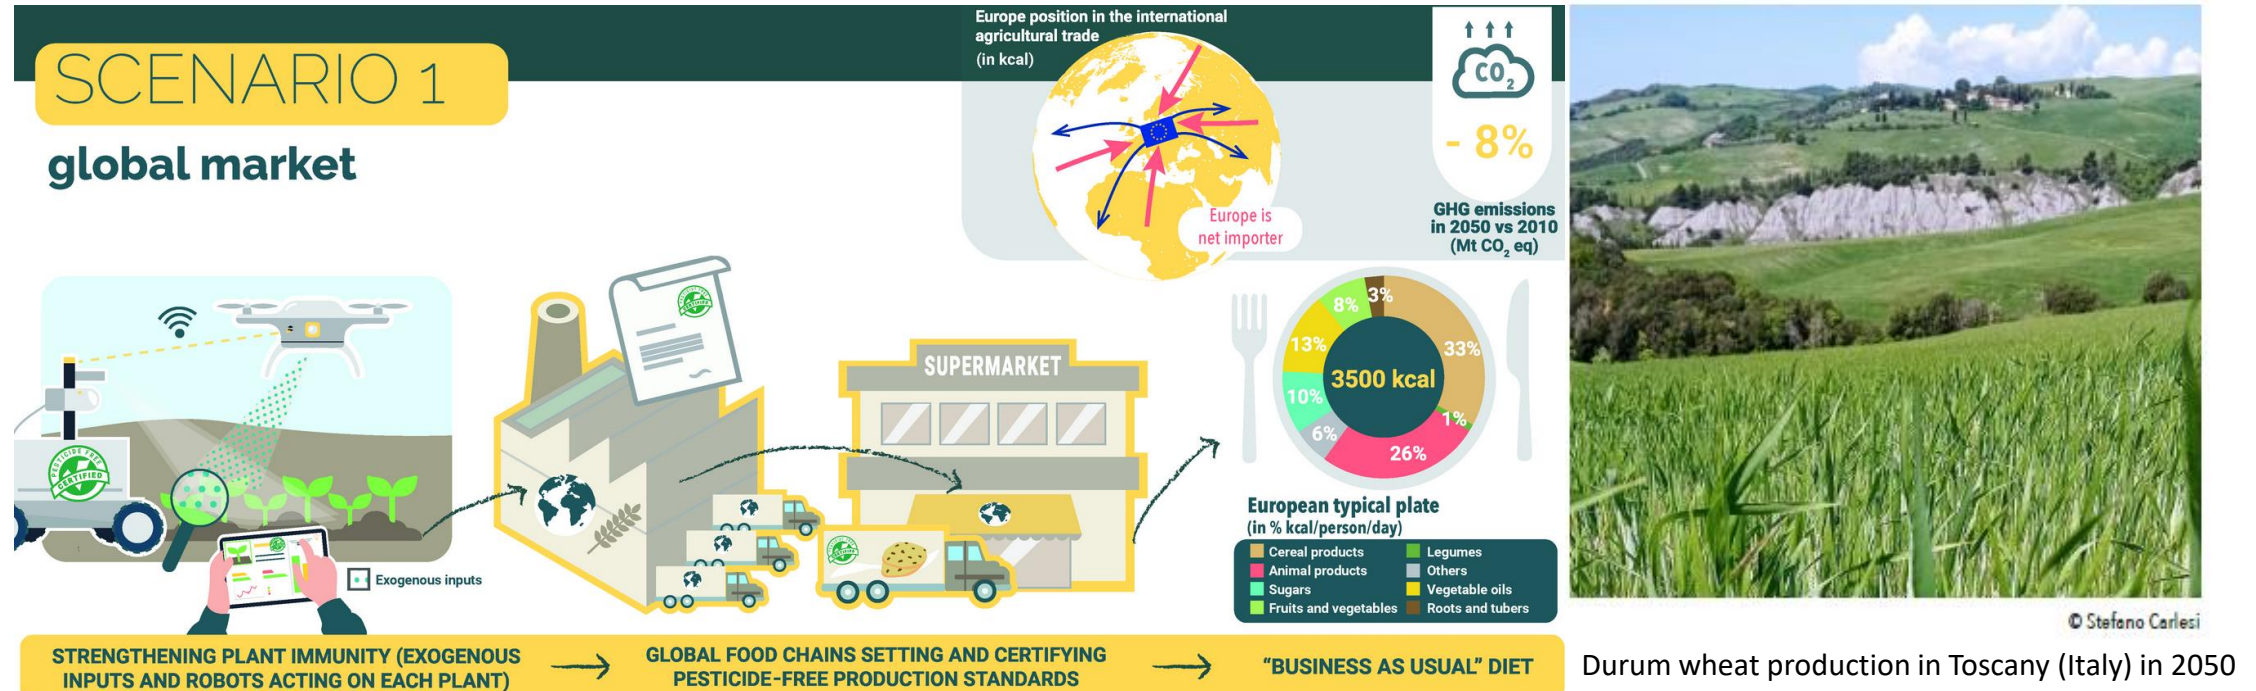 SCENARIO 1
global market
Europe position in the international
agricultural trade
(in kcal)
Europe is
net importer
CO2
- 8%
GHG emissions
in 2050 vs 2010
(Mt CO2 eq)
PESTICIDE FREE
CERTIFIED
Exogenous inputs
SUPERMARKET
3%
8%
33%
13%
3500 kcal
10%
1%
6%
26%
European typical plate
(in % kcal/person/day)
Cereal products
Legumes
Animal products
Others
Sugars
Vegetable oils
Fruits and vegetables
Roots and tubers
STRENGTHENING PLANT IMMUNITY (EXOGENOUS
INPUTS AND ROBOTS ACTING ON EACH PLANT)
GLOBAL FOOD CHAINS SETTING AND CERTIFYING
PESTICIDE-FREE PRODUCTION STANDARDS
“BUSINESS AS USUAL” DIET
© Stefano Carlesi
Durum wheat production in Toscany (Italy) in 2050